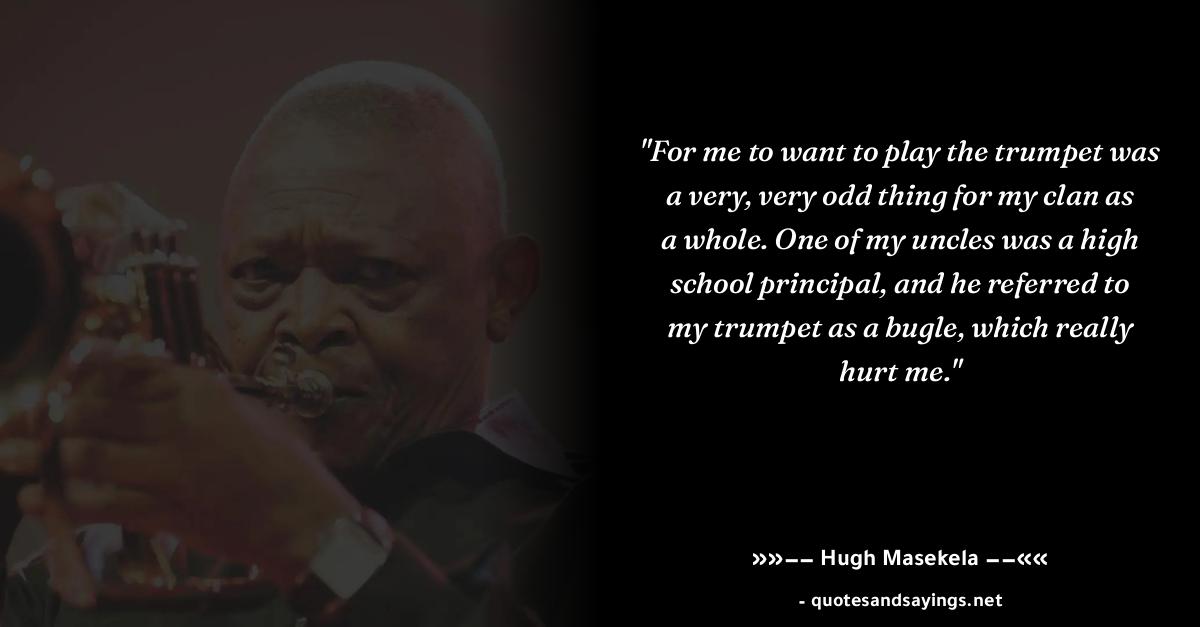 "For me to want to play the trumpet was
a very, very odd thing for my clan as
a whole. One of my uncles was a high
school principal, and he referred to
my trumpet as a bugle, which really
hurt me."
»»−− Hugh Masekela −−««
- quotesandsayings.net